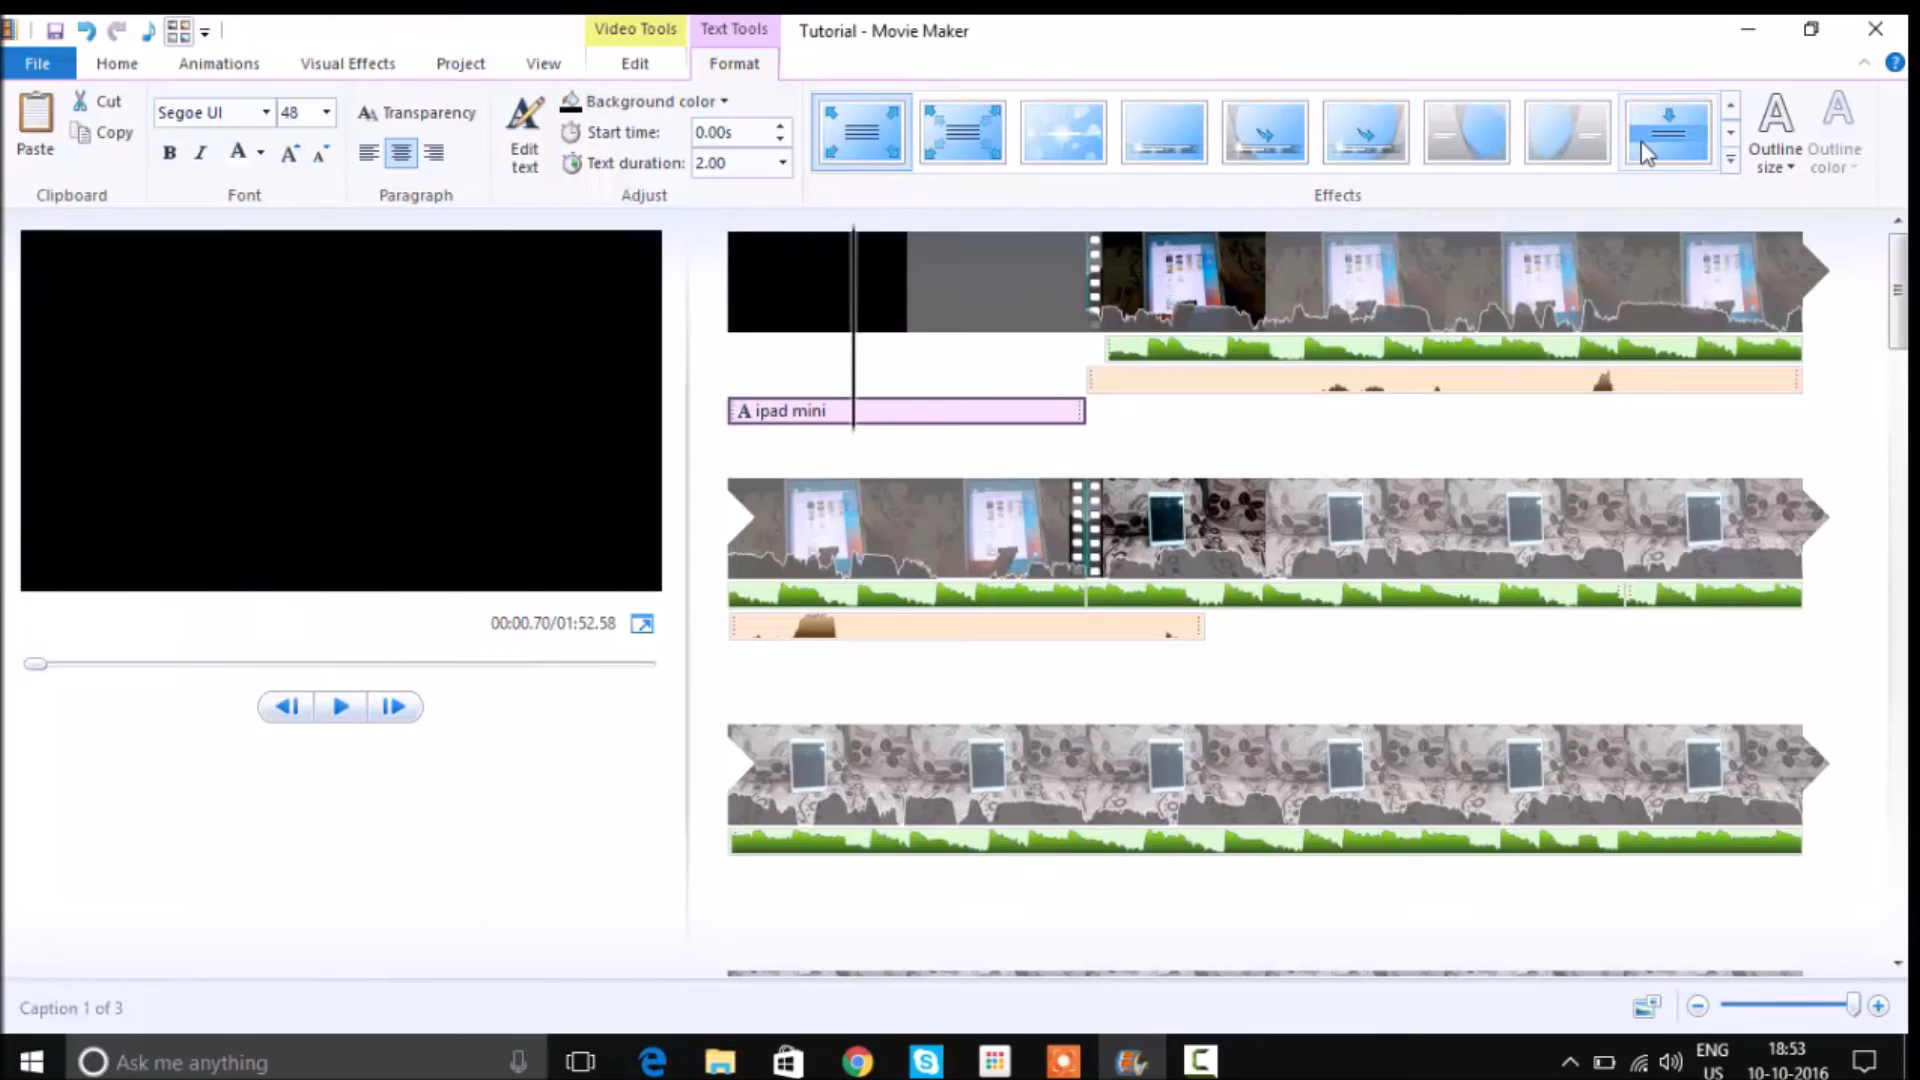 Video Tools
Text Tools
Tutorial - Movie Maker
File
Home
Animations
Visual Effects
Project
View
Edit
Format
Paste
Cut
Copy
Clipboard
Segoe UI
48
B I A A A
Font
Transparency
Paragraph
Edit
text
Background color
Start time:
0.00s
Text duration:
2.00
Adjust
Effects
Outline
size
Outline
color
A ipad mini
00:00.70/01:52.58
Caption 1 of 3
Ask me anything
ENG
US
18:53
10-10-2016